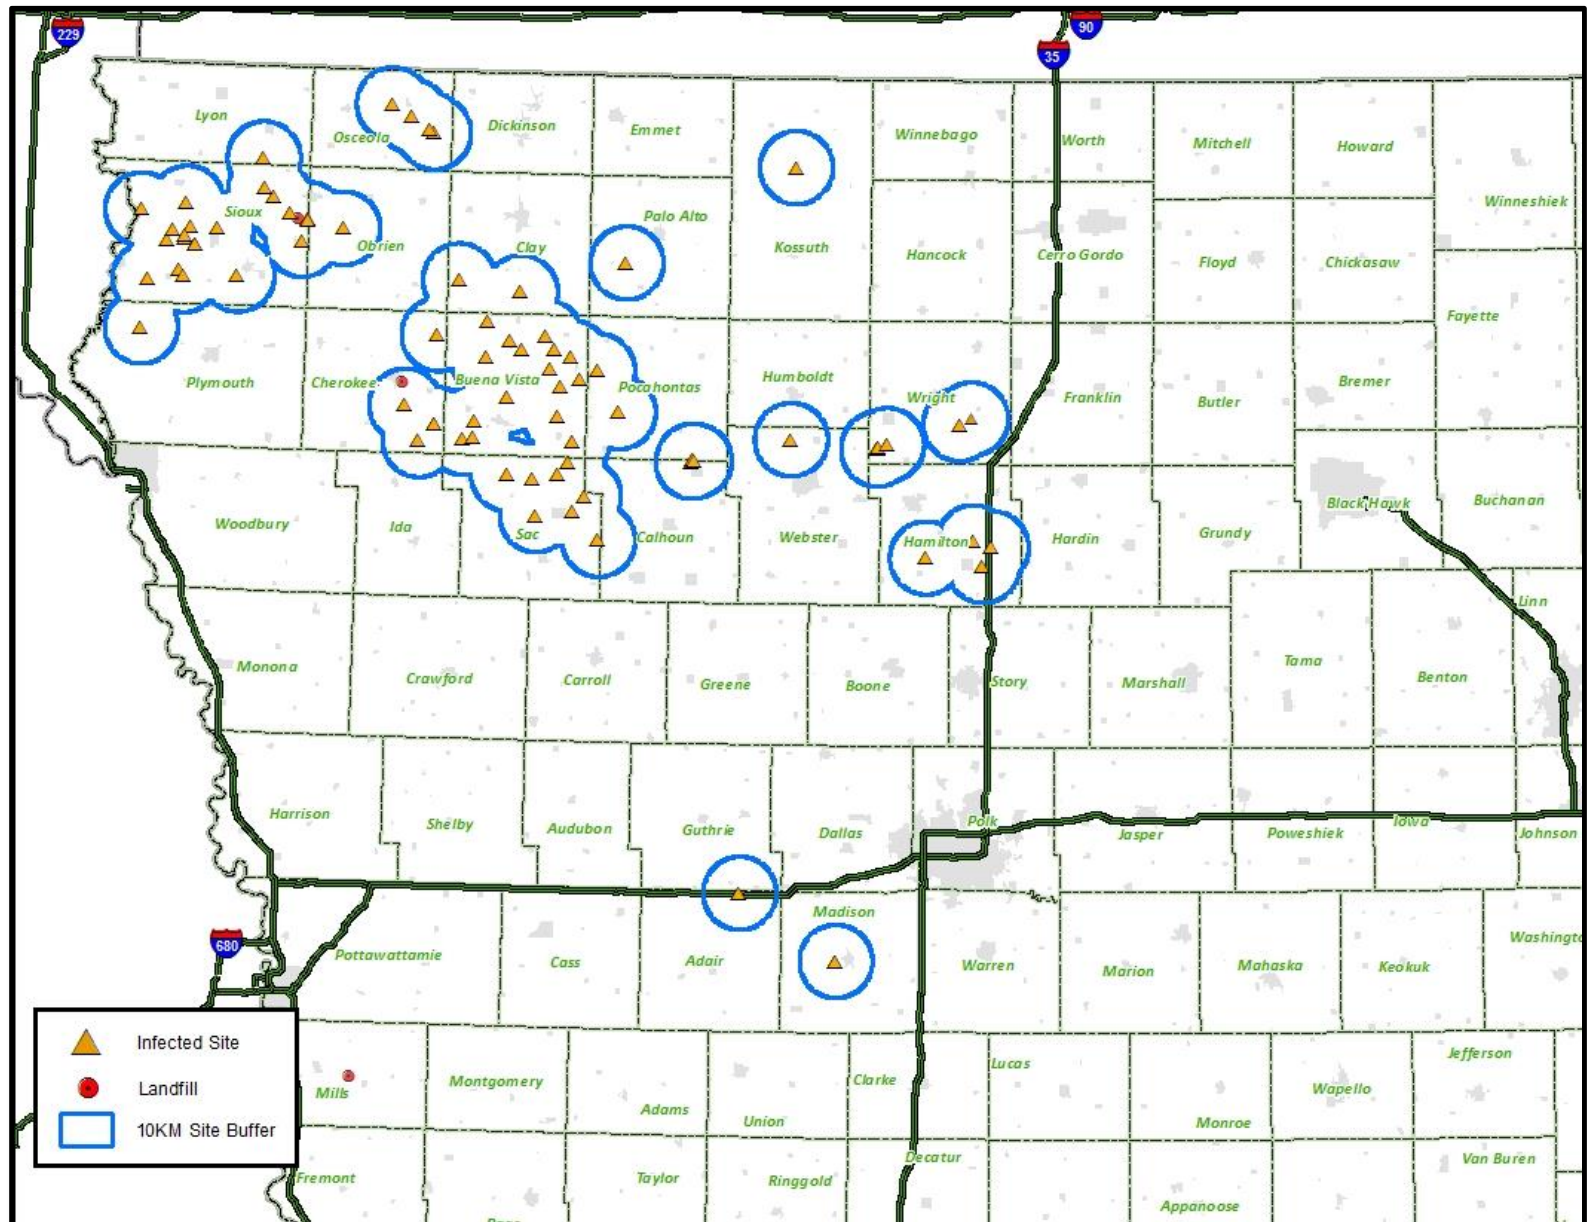 229
90
35
Lyon
Osceola
Dickinson
Emmet
Winnebago
Worth
Mitchell
Howard
Winneshiek
Sioux
Obrien
Clay
Palo Alto
Kossuth
Hancock
Cerro Gordo
Floyd
Chickasaw
Fayette
Plymouth
Cherokee
Buena Vista
Pocahontas
Humboldt
Wright
Franklin
Butler
Bremer
Woodbury
Ida
Sac
Calhoun
Webster
Hamilton
Hardin
Grundy
Black Hawk
Buchanan
Linn
Monona
Crawford
Carroll
Greene
Boone
Story
Marshall
Tama
Benton
Harrison
Shelby
Audubon
Guthrie
Dallas
Polk
Jasper
Poweshiek
Iowa
Johnson
680
Pottawattamie
Cass
Adair
Madison
Warren
Marion
Mahaska
Keokuk
Washingto
Infected Site
Landfill
10KM Site Buffer
Mills
Montgomery
Adams
Union
Clarke
Lucas
Monroe
Wapello
Jefferson
Fremont
Taylor
Ringgold
Decatur
Appanoose
Van Buren